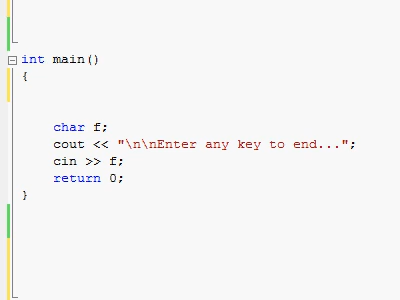 int main()
{
char f;
cout << "\n\nEnter any key to end...";
cin >> f;
return 0;
}